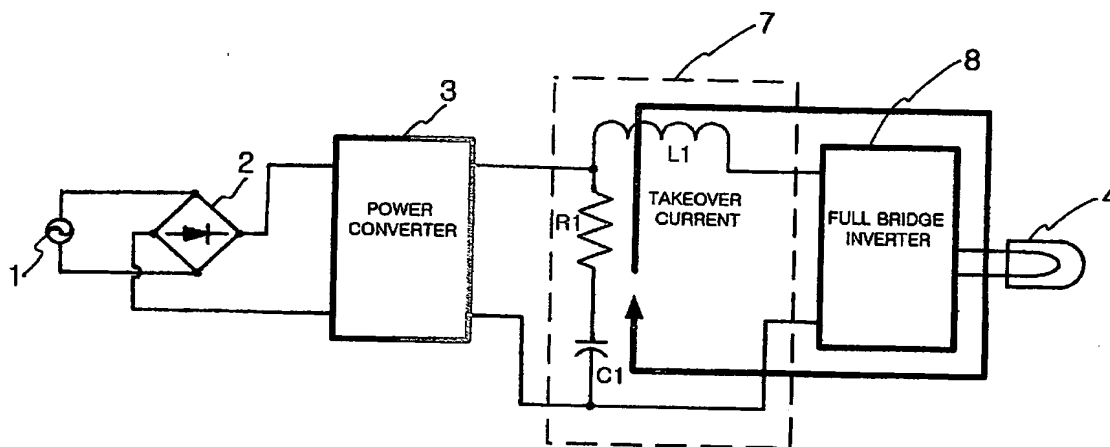 7
8
3
L1
2
POWER
CONVERTER
R1
TAKEOVER
CURRENT
FULL BRIDGE
INVERTER
4
1
C1